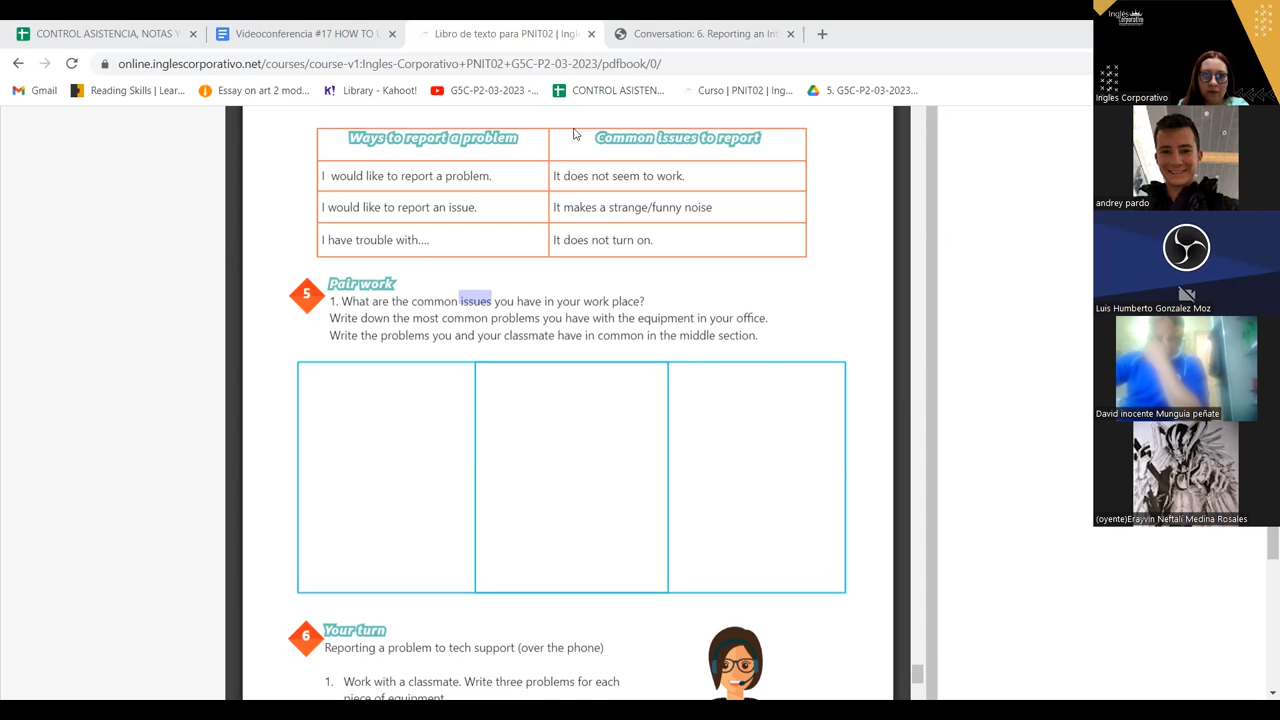 CONTROL ASISTENCIA, NOTAS Y
Videoconferencia #17 HOW TO U
Libro de texto para PNIT02 | Ingl
Conversation: 6. Reporting an In
online.inglescorporativo.net/courses/course-v1:Ingles-Corporativo+PNIT02+G5C-P2-03-2023/pdfbook/0/
Gmail
Reading Skills | Lear...
Essay on art 2 mod...
Library - Kahoot!
G5C-P2-03-2023 -...
CONTROL ASISTEN...
Curso | PNIT02 | Ing...
5. G5C-P2-03-2023...
Ways to report a problem
Common issues to report
I would like to report a problem.
It does not seem to work.
I would like to report an issue.
It makes a strange/funny noise
I have trouble with....
It does not turn on.
5
Pair work
1. What are the common issues you have in your work place?
Write down the most common problems you have with the equipment in your office.
Write the problems you and your classmate have in common in the middle section.
6
Your turn
Reporting a problem to tech support (over the phone)
1. Work with a classmate. Write three problems for each
piece of equipment
Inglés
Corporativo
Ingles Corporativo
andrey pardo
Luis Humberto Gonzalez Moz
David inocente Munguia peñate
(oyente)Erayvin Neftali Medina Rosales